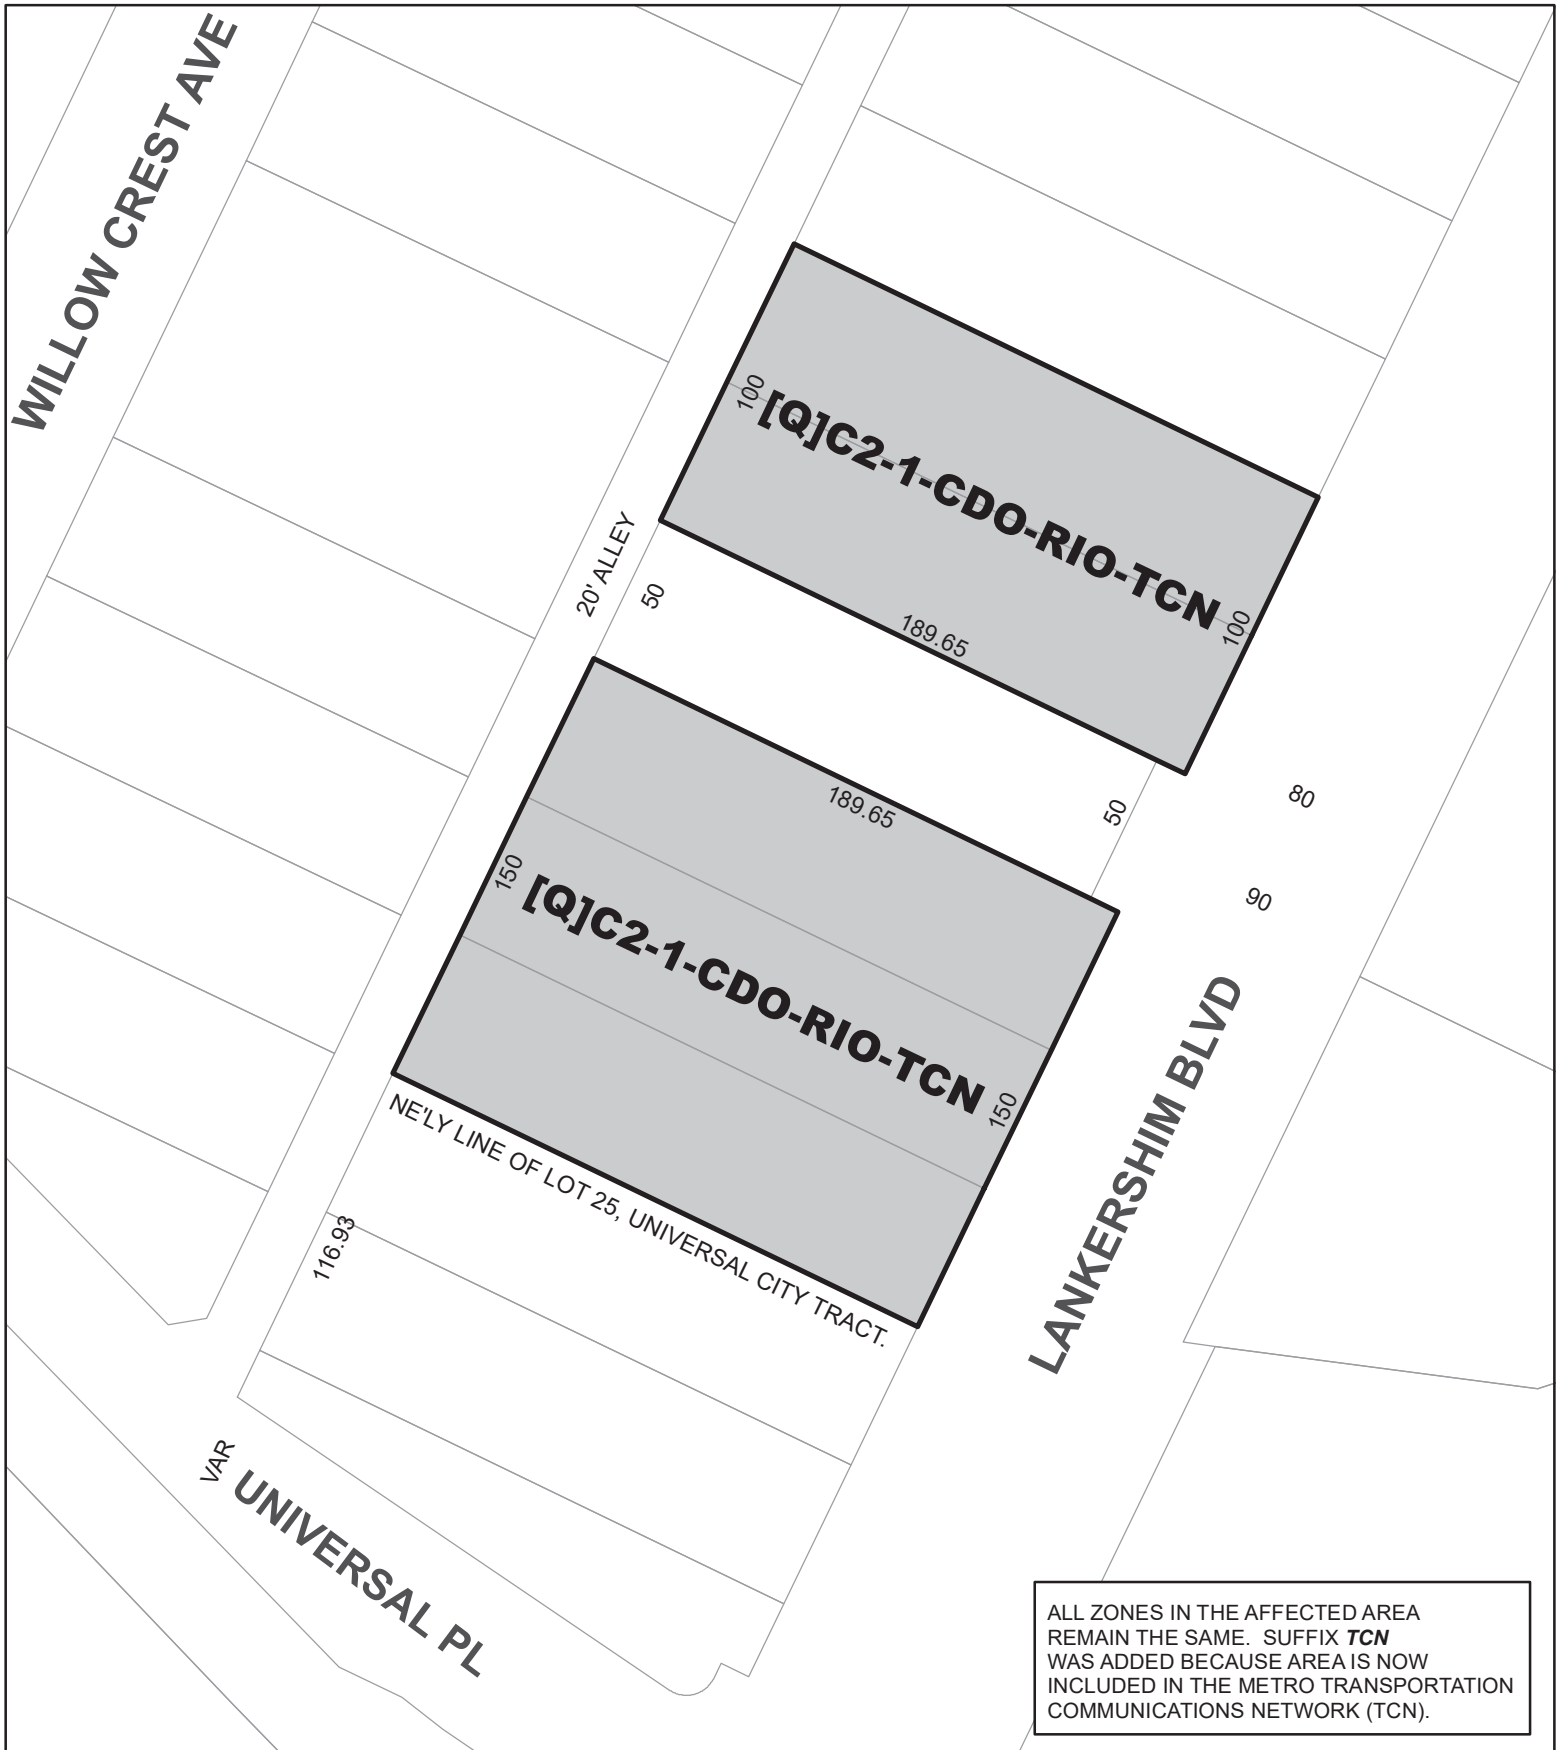 WILLOW CREST AVE
100
[Q]C2-1-CDO-RIO-TCN
100
20' ALLEY
50
189.65
80
50
90
189.65
150
[Q]C2-1-CDO-RIO-TCN
150
LANKERSHIM BLVD
NE'LY LINE OF LOT 25, UNIVERSAL CITY TRACT.
116.93
VAR
UNIVERSAL PL
ALL ZONES IN THE AFFECTED AREA
REMAIN THE SAME. SUFFIX TCN
WAS ADDED BECAUSE AREA IS NOW
INCLUDED IN THE METRO TRANSPORTATION
COMMUNICATIONS NETWORK (TCN).